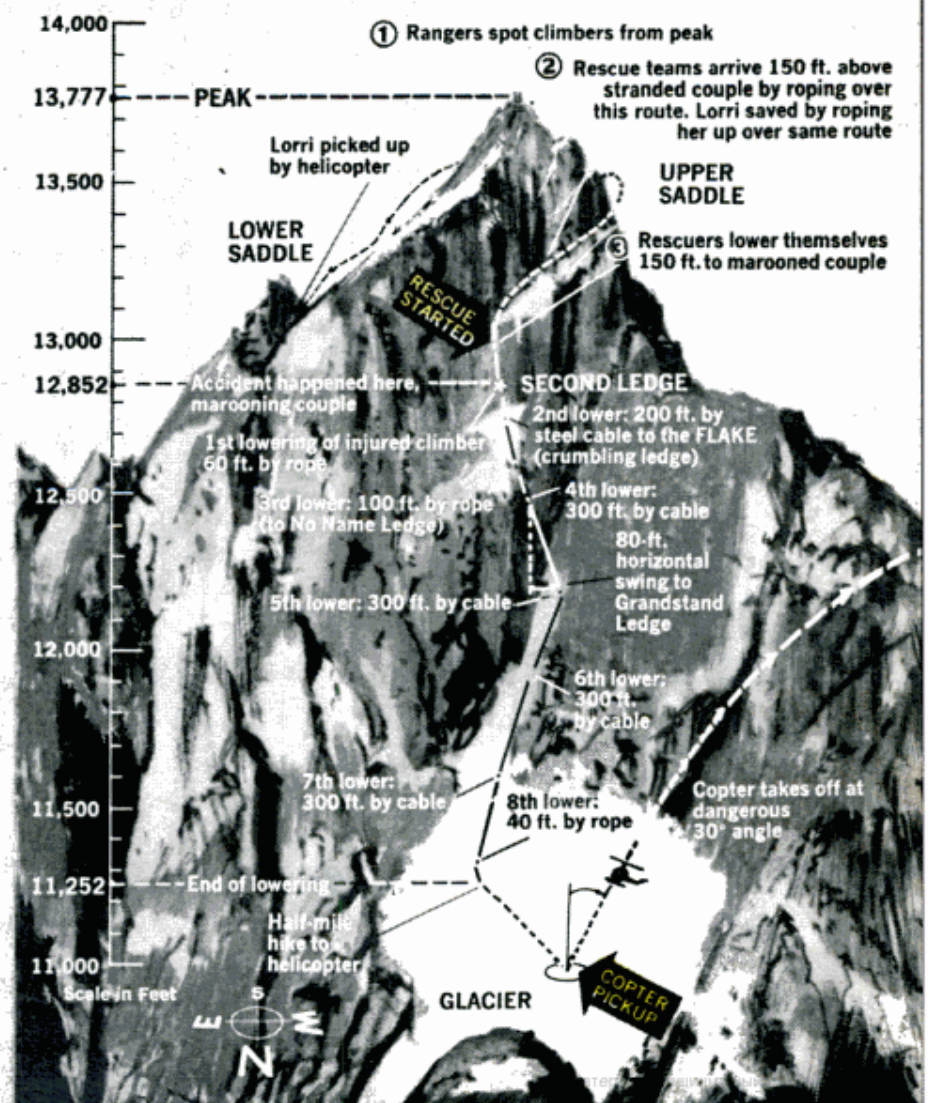 14,000
① Rangers spot climbers from peak
② Rescue teams arrive 150 ft. above
stranded couple by roping over
this route. Lorri saved by roping
her up over same route
13,777
PEAK
Lorri picked up
by helicopter
13,500
UPPER
SADDLE
LOWER
SADDLE
③ Rescuers lower themselves
150 ft. to marooned couple
RESCUE
STARTED
13,000
12,852
Accident happened here,
marooning couple
SECOND LEDGE
2nd lower: 200 ft. by
steel cable to the FLAKE
(crumbling ledge)
1st lowering of injured climber
60 ft. by rope
12,500
3rd lower: 100 ft. by rope
(to No Name Ledge)
4th lower:
300 ft. by cable
80-ft.
horizontal
swing to
Grandstand
Ledge
5th lower: 300 ft. by cable
12,000
6th lower:
300 ft.
by cable
7th lower:
300 ft. by cable
11,500
8th lower:
40 ft. by rope
Copter takes off at
dangerous
30° angle
11,252
End of lowering
Half-mile
hike to
helicopter
11,000
Scale in Feet
S
E
W
N
GLACIER
COPTER
PICKUP